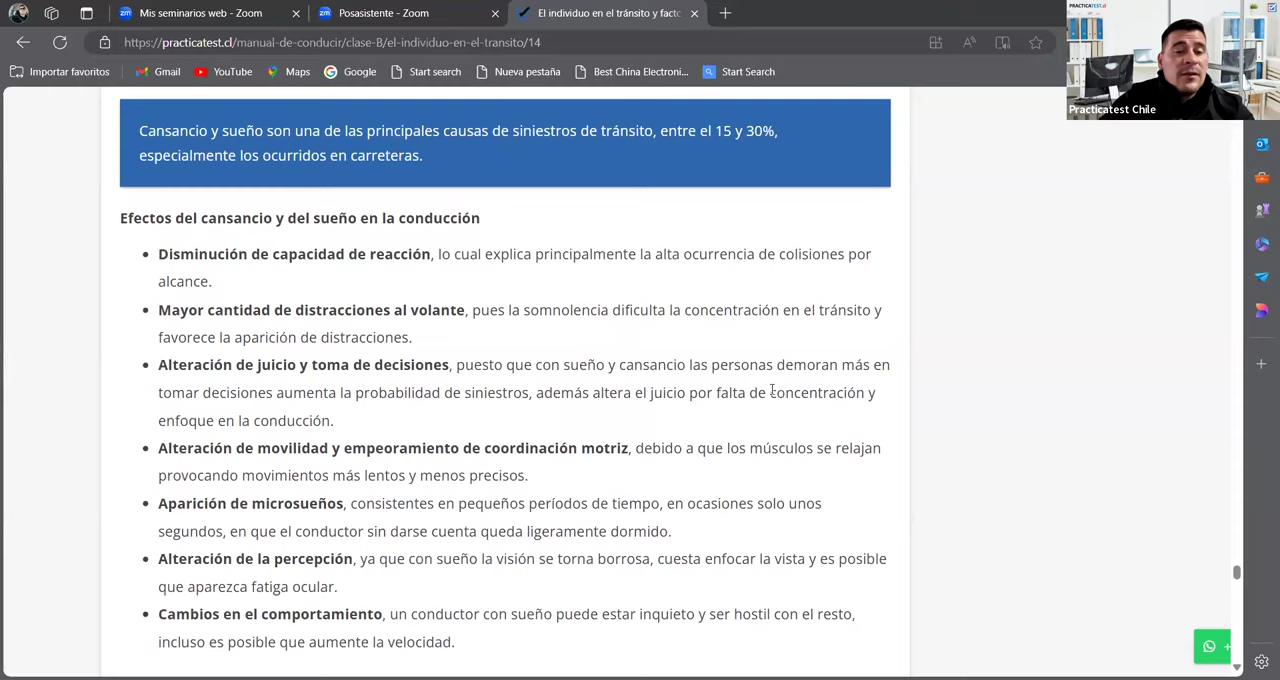 Mis seminarios web - Zoom
Posasistente - Zoom
El individuo en el tránsito y facto
https://practicatest.cl/manual-de-conducir/clase-B/el-individuo-en-el-transito/14
Importar favoritos
Gmail
YouTube
Maps
Google
Start search
Nueva pestaña
Best China Electroni...
Start Search
PRACTICATEST.cl
Practicatest Chile
Cansancio y sueño son una de las principales causas de siniestros de tránsito, entre el 15 y 30%,
especialmente los ocurridos en carreteras.
Efectos del cansancio y del sueño en la conducción
Disminución de capacidad de reacción, lo cual explica principalmente la alta ocurrencia de colisiones por
alcance.
Mayor cantidad de distracciones al volante, pues la somnolencia dificulta la concentración en el tránsito y
favorece la aparición de distracciones.
Alteración de juicio y toma de decisiones, puesto que con sueño y cansancio las personas demoran más en
tomar decisiones aumenta la probabilidad de siniestros, además altera el juicio por falta de concentración y
enfoque en la conducción.
Alteración de movilidad y empeoramiento de coordinación motriz, debido a que los músculos se relajan
provocando movimientos más lentos y menos precisos.
Aparición de microsueños, consistentes en pequeños períodos de tiempo, en ocasiones solo unos
segundos, en que el conductor sin darse cuenta queda ligeramente dormido.
Alteración de la percepción, ya que con sueño la visión se torna borrosa, cuesta enfocar la vista y es posible
que aparezca fatiga ocular.
Cambios en el comportamiento, un conductor con sueño puede estar inquieto y ser hostil con el resto,
incluso es posible que aumente la velocidad.